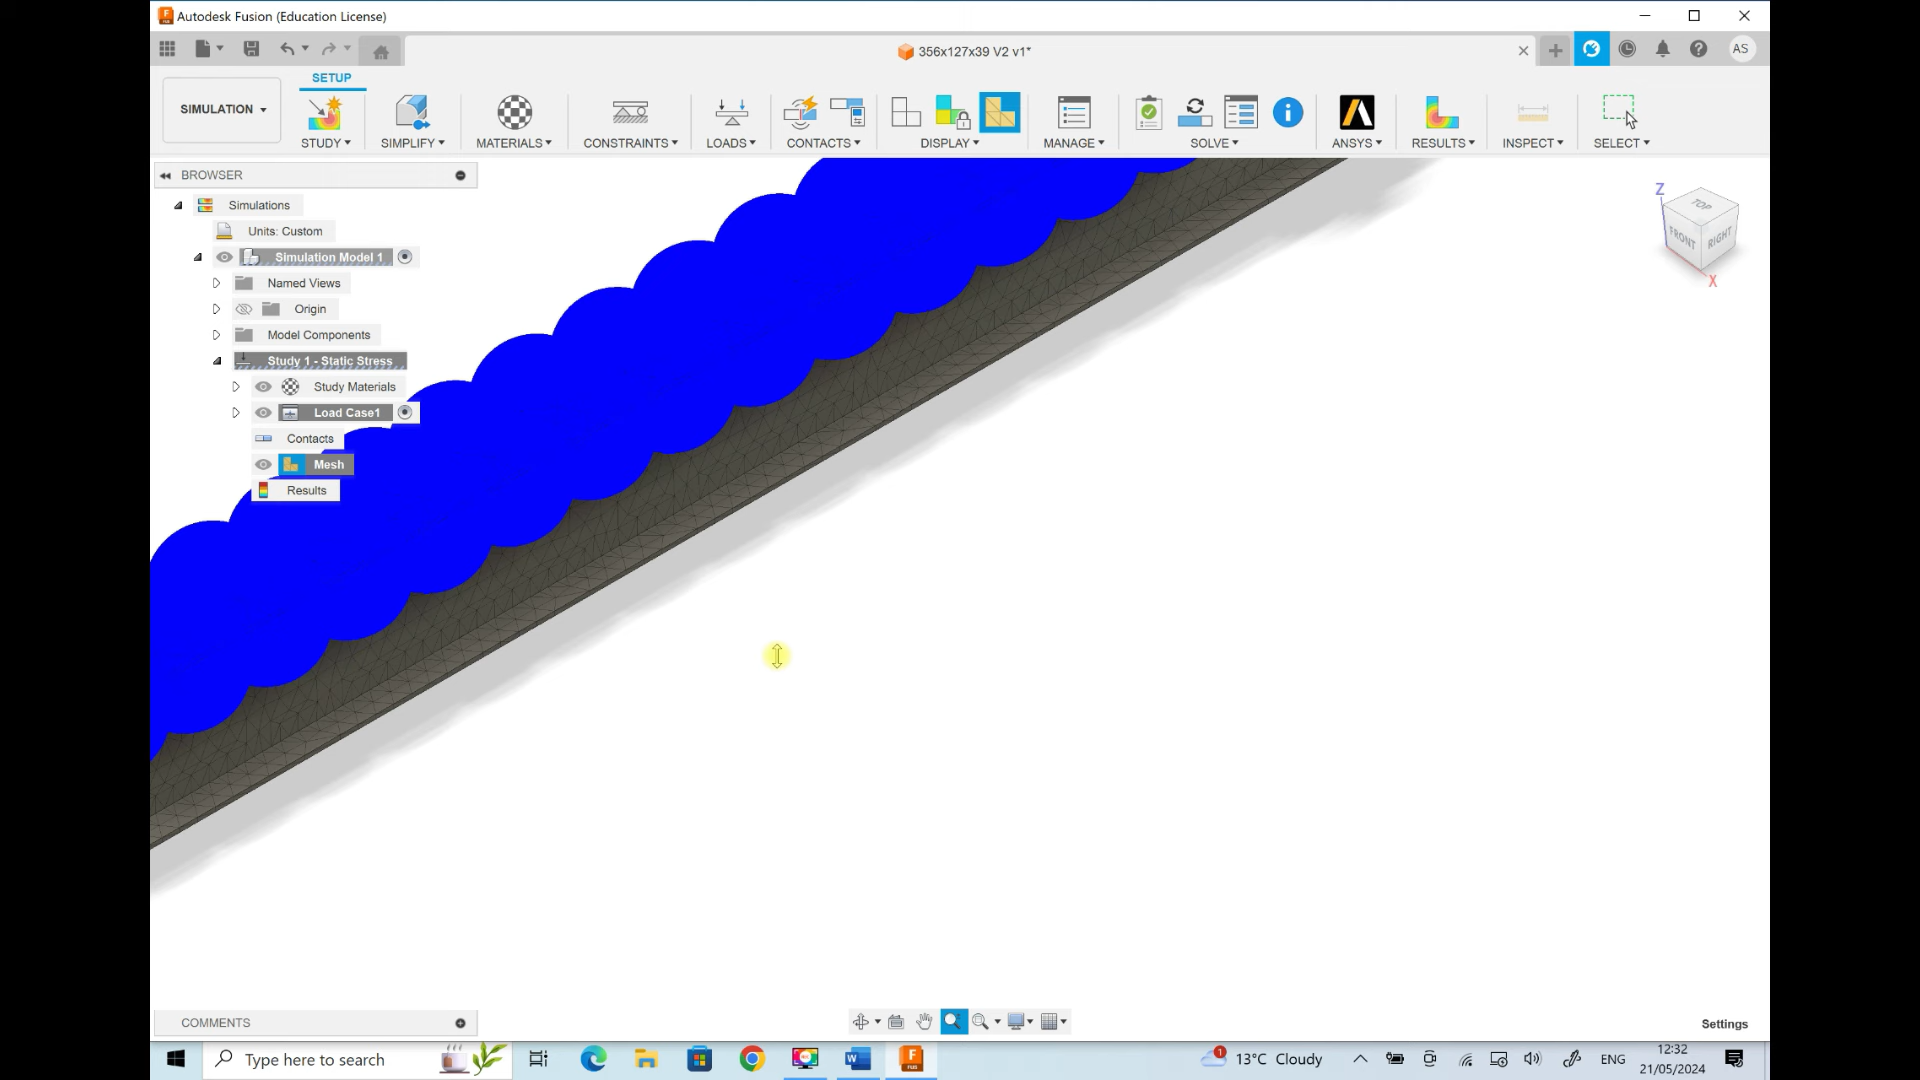 Autodesk Fusion (Education License)
356x127x39 V2 v1*
AS
SETUP
SIMULATION
STUDY SIMPLIFY MATERIALS CONSTRAINTS LOADS CONTACTS DISPLAY MANAGE SOLVE ANSYS RESULTS INSPECT SELECT
BROWSER
Simulations
Units: Custom
Simulation Model 1
Named Views
Origin
Model Components
Study 1 - Static Stress
Study Materials
Load Case1
Contacts
Mesh
Results
Z
TOP
FRONT RIGHT
X
COMMENTS
Settings
Type here to search
1
13°C Cloudy
ENG
12:32
21/05/2024